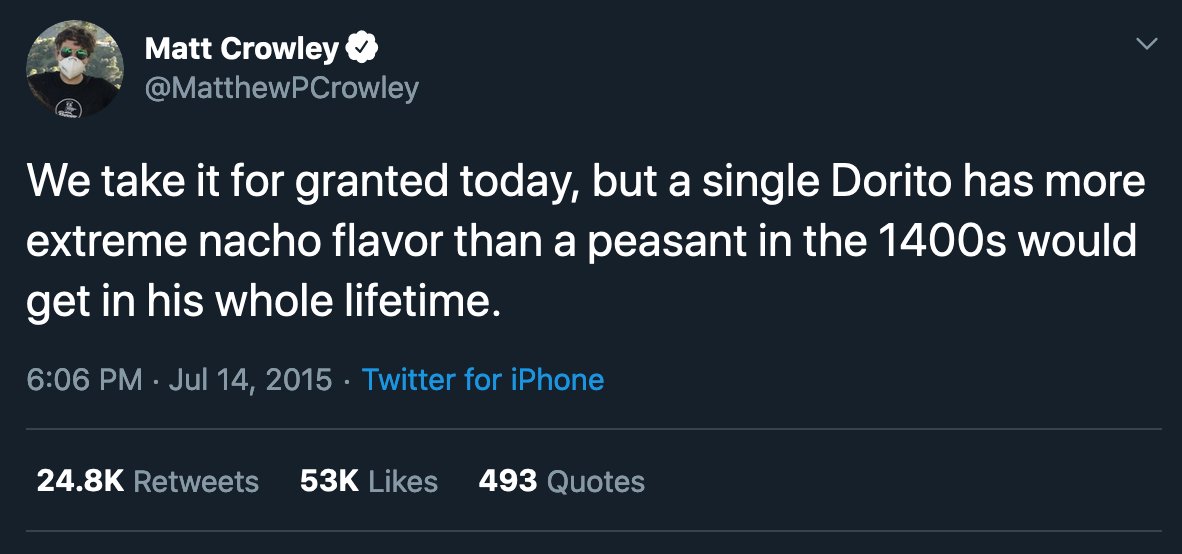 Matt Crowley
@MatthewPCrowley
We take it for granted today, but a single Dorito has more
extreme nacho flavor than a peasant in the 1400s would
get in his whole lifetime.
6:06 PM · Jul 14, 2015 · Twitter for iPhone
24.8K Retweets 53K Likes 493 Quotes